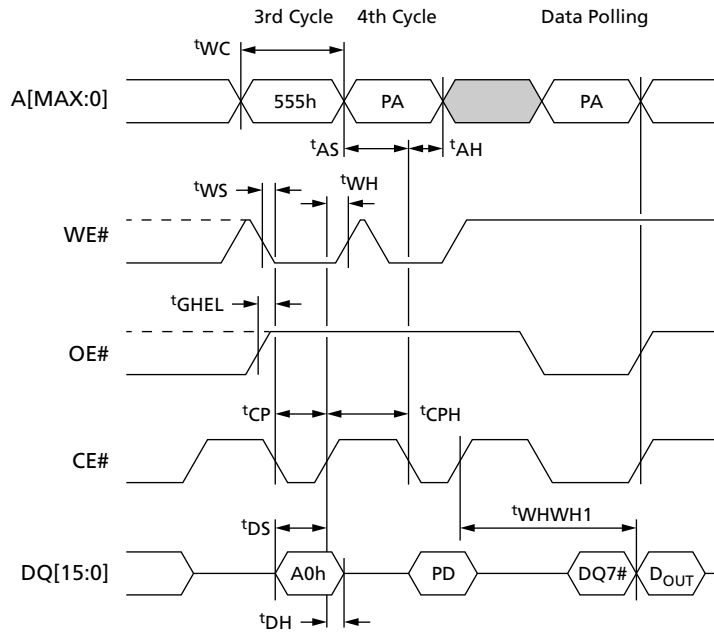 3rd Cycle 4th Cycle Data Polling
tWC
A[MAX:0] 555h PA PA
tAS tAH
tWS tWH
WE#
tGHEL
OE#
tCP tCPH
CE#
tWHWH1
tDS
DQ[15:0] A0h PD DQ7# DOUT
tDH